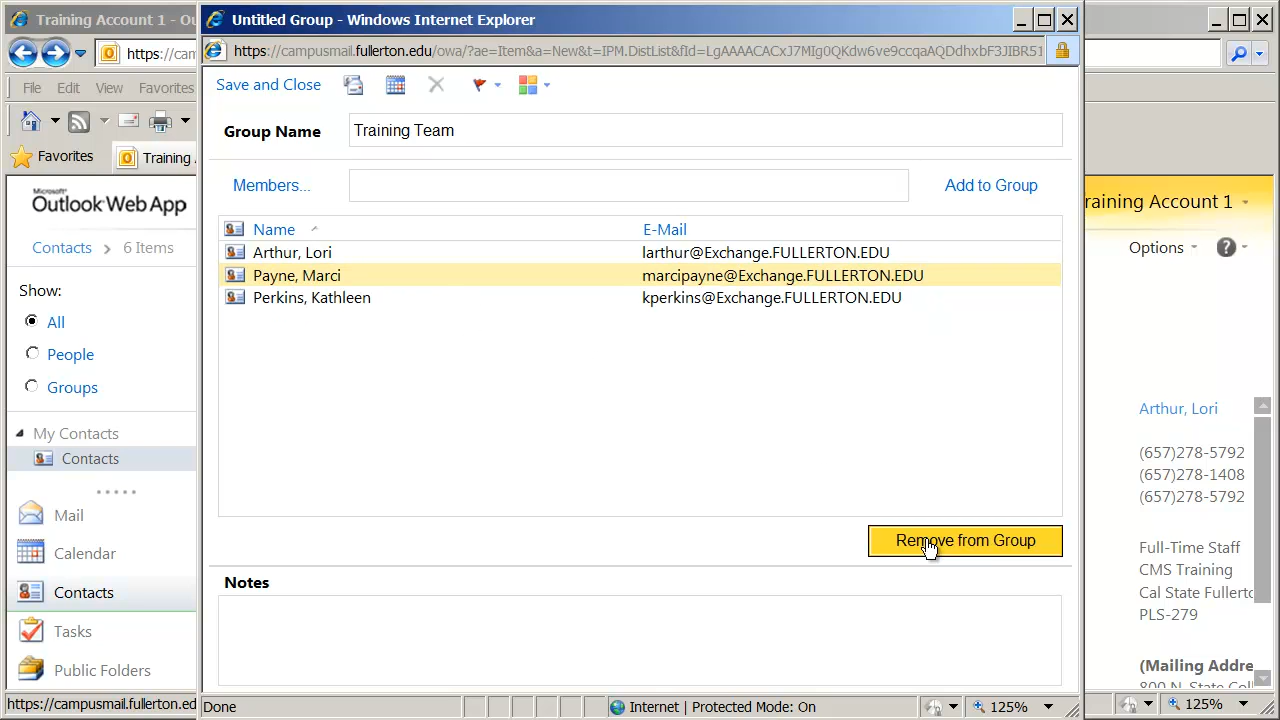 Training Account 1 - Ou
Untitled Group - Windows Internet Explorer
https://cam
https://campusmail.fullerton.edu/owa/?ae=Item&a=New&t=IPM.DistList&fId=
File Edit View Favorites
Save and Close
Group Name
Training Team
Favorites
Training
Members...
Add to Group
Microsoft®
Outlook Web App
Training Account 1
Contacts > 6 Items
Options
Name
E-Mail
Arthur, Lori
larthur@Exchange.FULLERTON.EDU
Payne, Marci
marcipayne@Exchange.FULLERTON.EDU
Perkins, Kathleen
kperkins@Exchange.FULLERTON.EDU
Show:
All
People
Groups
My Contacts
Contacts
Mail
Calendar
Contacts
Tasks
Public Folders
Arthur, Lori
(657)278-5792
(657)278-1408
(657)278-5792
Full-Time Staff
CMS Training
Cal State Fullerto
PLS-279
(Mailing Addre
800 N. State Coll
Remove from Group
Notes
https://campusmail.fullerton.ed
Done
Internet | Protected Mode: On
125%
125%